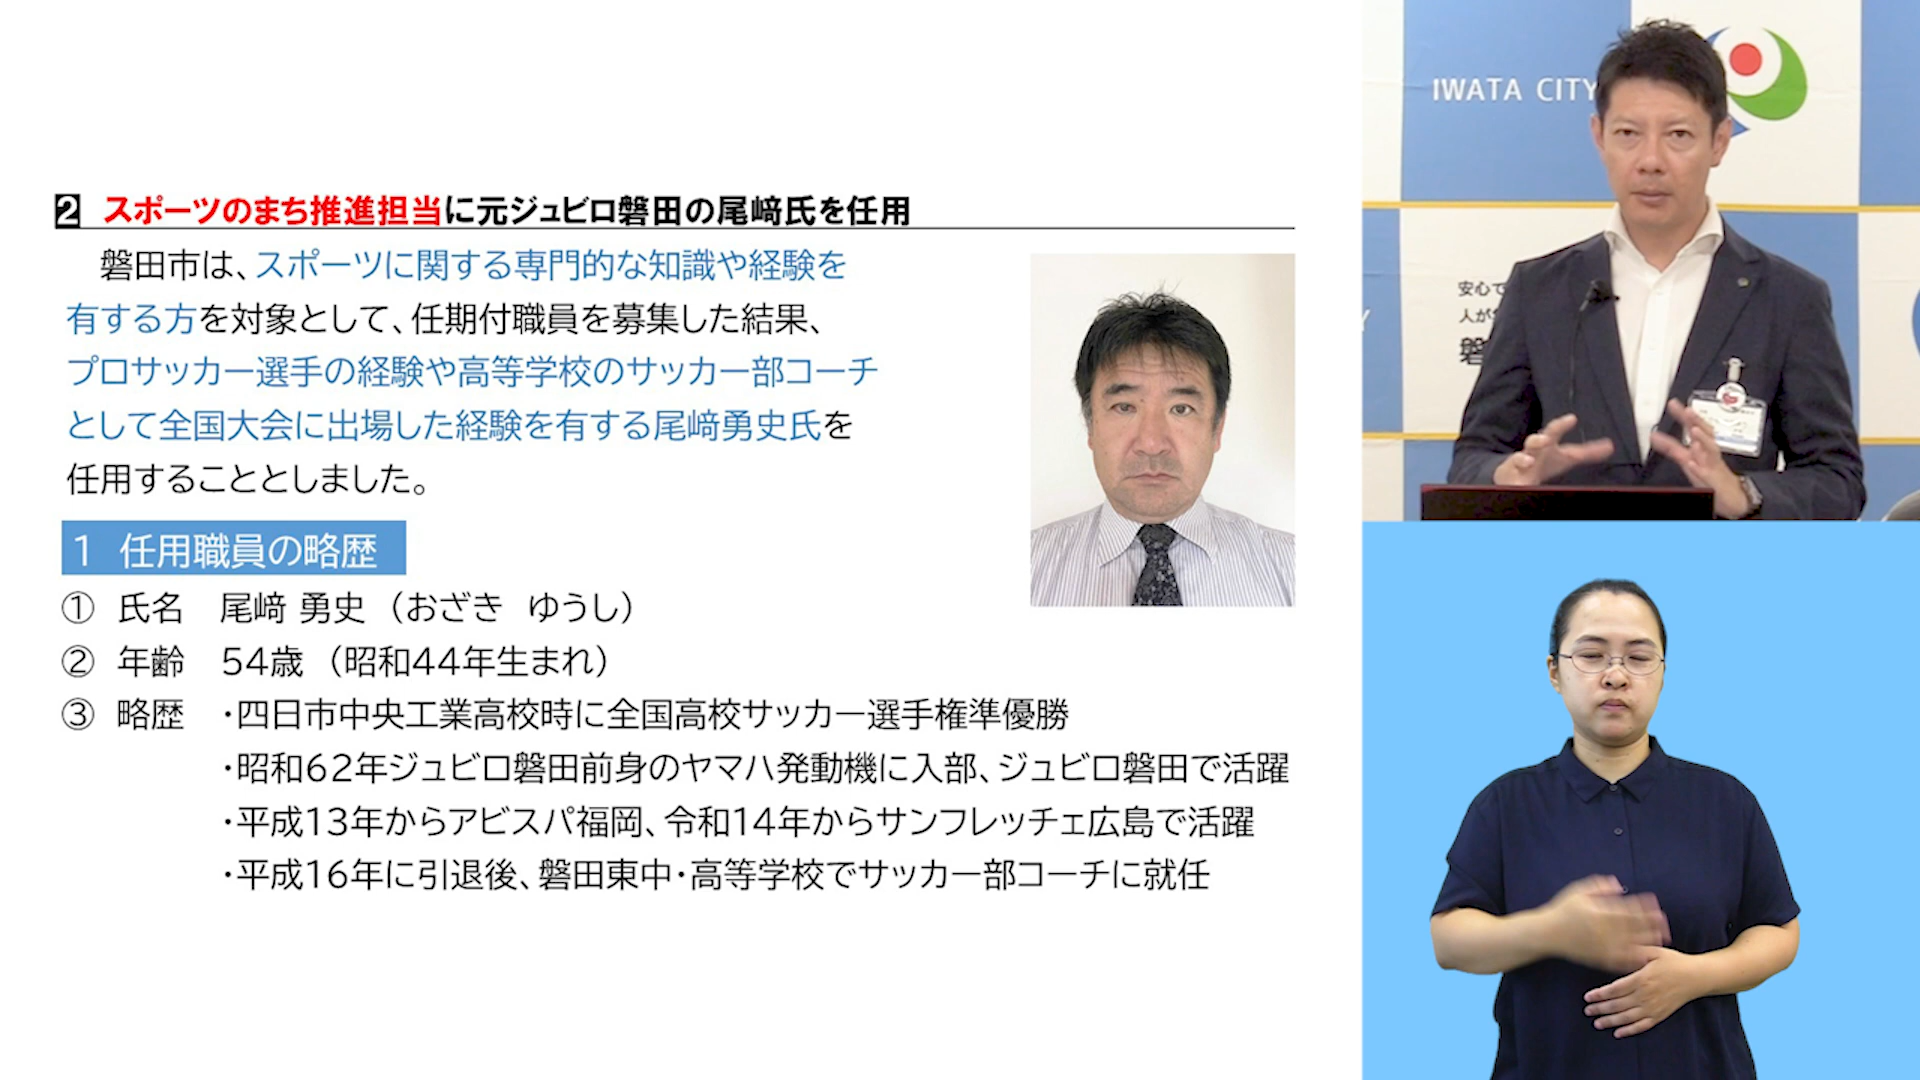 2 スポーツのまち推進担当に元ジュビロ磐田の尾﨑氏を任用
磐田市は、スポーツに関する専門的な知識や経験を
有する方を対象として、任期付職員を募集した結果、
プロサッカー選手の経験や高等学校のサッカー部コーチ
として全国大会に出場した経験を有する尾﨑勇史氏を
任用することとしました。
1 任用職員の略歴
① 氏名 尾﨑 勇史 （おざき ゆうし）
② 年齢 54歳 （昭和44年生まれ）
③ 略歴 ・四日市中央工業高校時に全国高校サッカー選手権準優勝
・昭和62年ジュビロ磐田前身のヤマハ発動機に入部、ジュビロ磐田で活躍
・平成13年からアビスパ福岡、令和14年からサンフレッチェ広島で活躍
・平成16年に引退後、磐田東中・高等学校でサッカー部コーチに就任
IWATA CITY
安心で
人が
磐